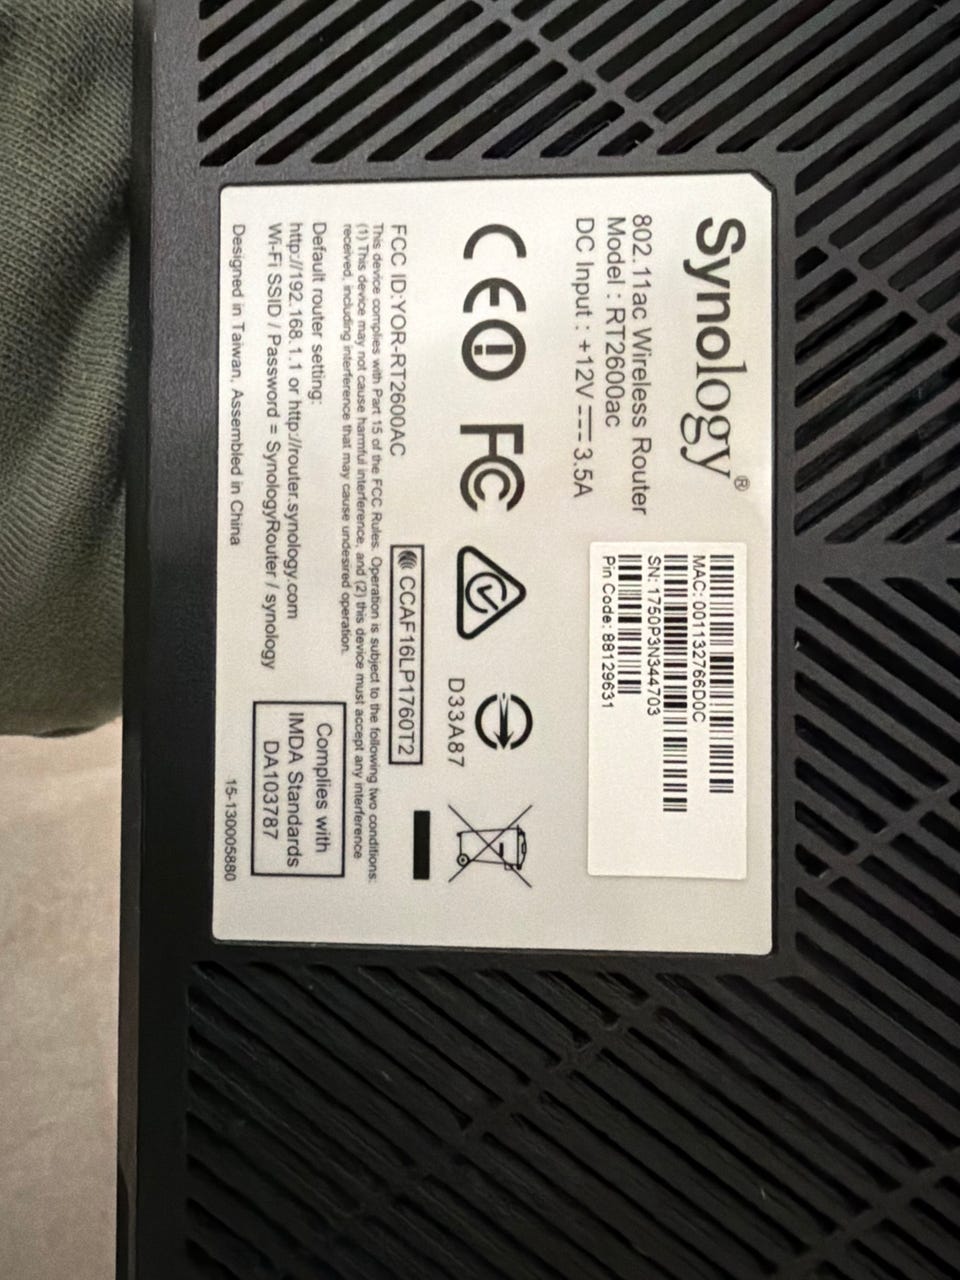 Synology®
802.11ac Wireless Router
Model : RT2600ac
DC Input : +12V⎓3.5A
MAC: 001132766D0C
SN: 1750P3N344703
Pin Code: 88129631
CE
FC
D33A87
FCC ID:YOR-RT2600AC
CCAF16LP1760T2
This device complies with Part 15 of the FCC Rules. Operation is subject to the following two conditions:
(1) This device may not cause harmful interference, and (2) this device must accept any interference
received, including interference that may cause undesired operation.
Default router setting:
http://192.168.1.1 or http://router.synology.com
Wi-Fi SSID / Password = SynologyRouter / synology
Complies with
IMDA Standards
DA103787
Designed in Taiwan, Assembled in China
15-130005880